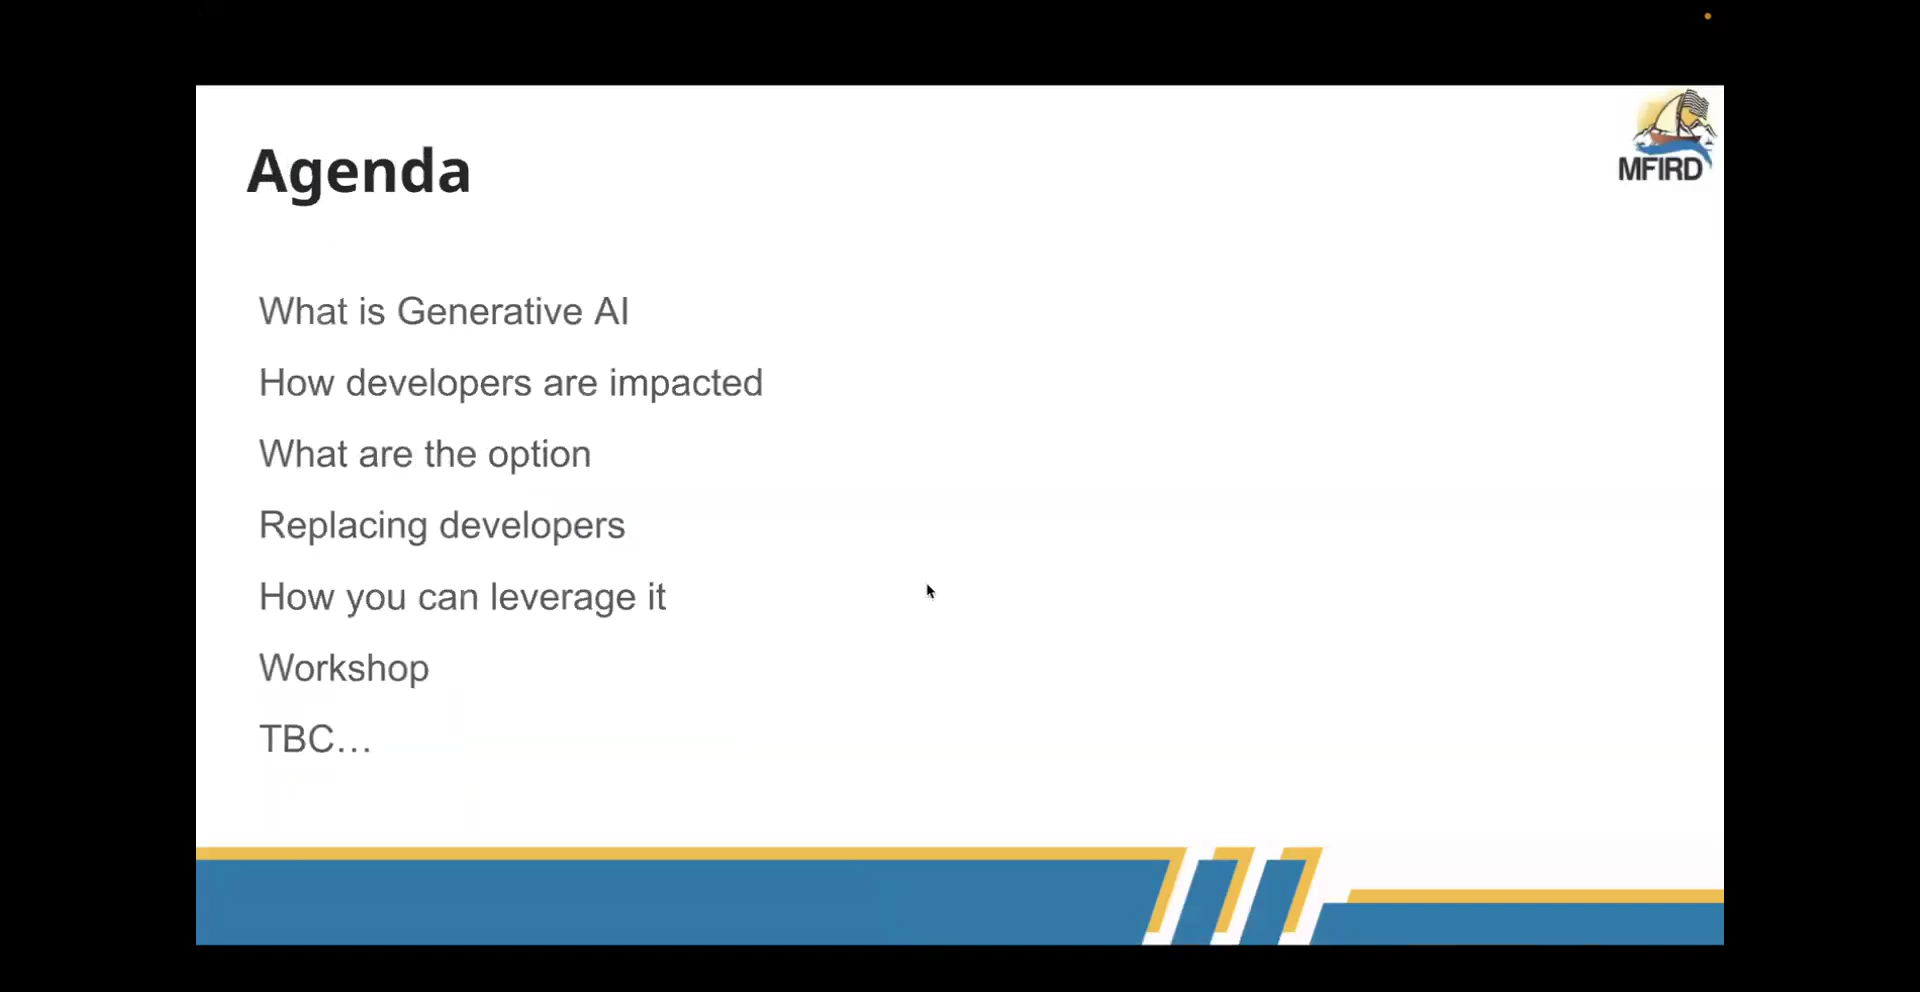 MFIRD
Agenda
What is Generative AI
How developers are impacted
What are the option
Replacing developers
How you can leverage it
Workshop
TBC…